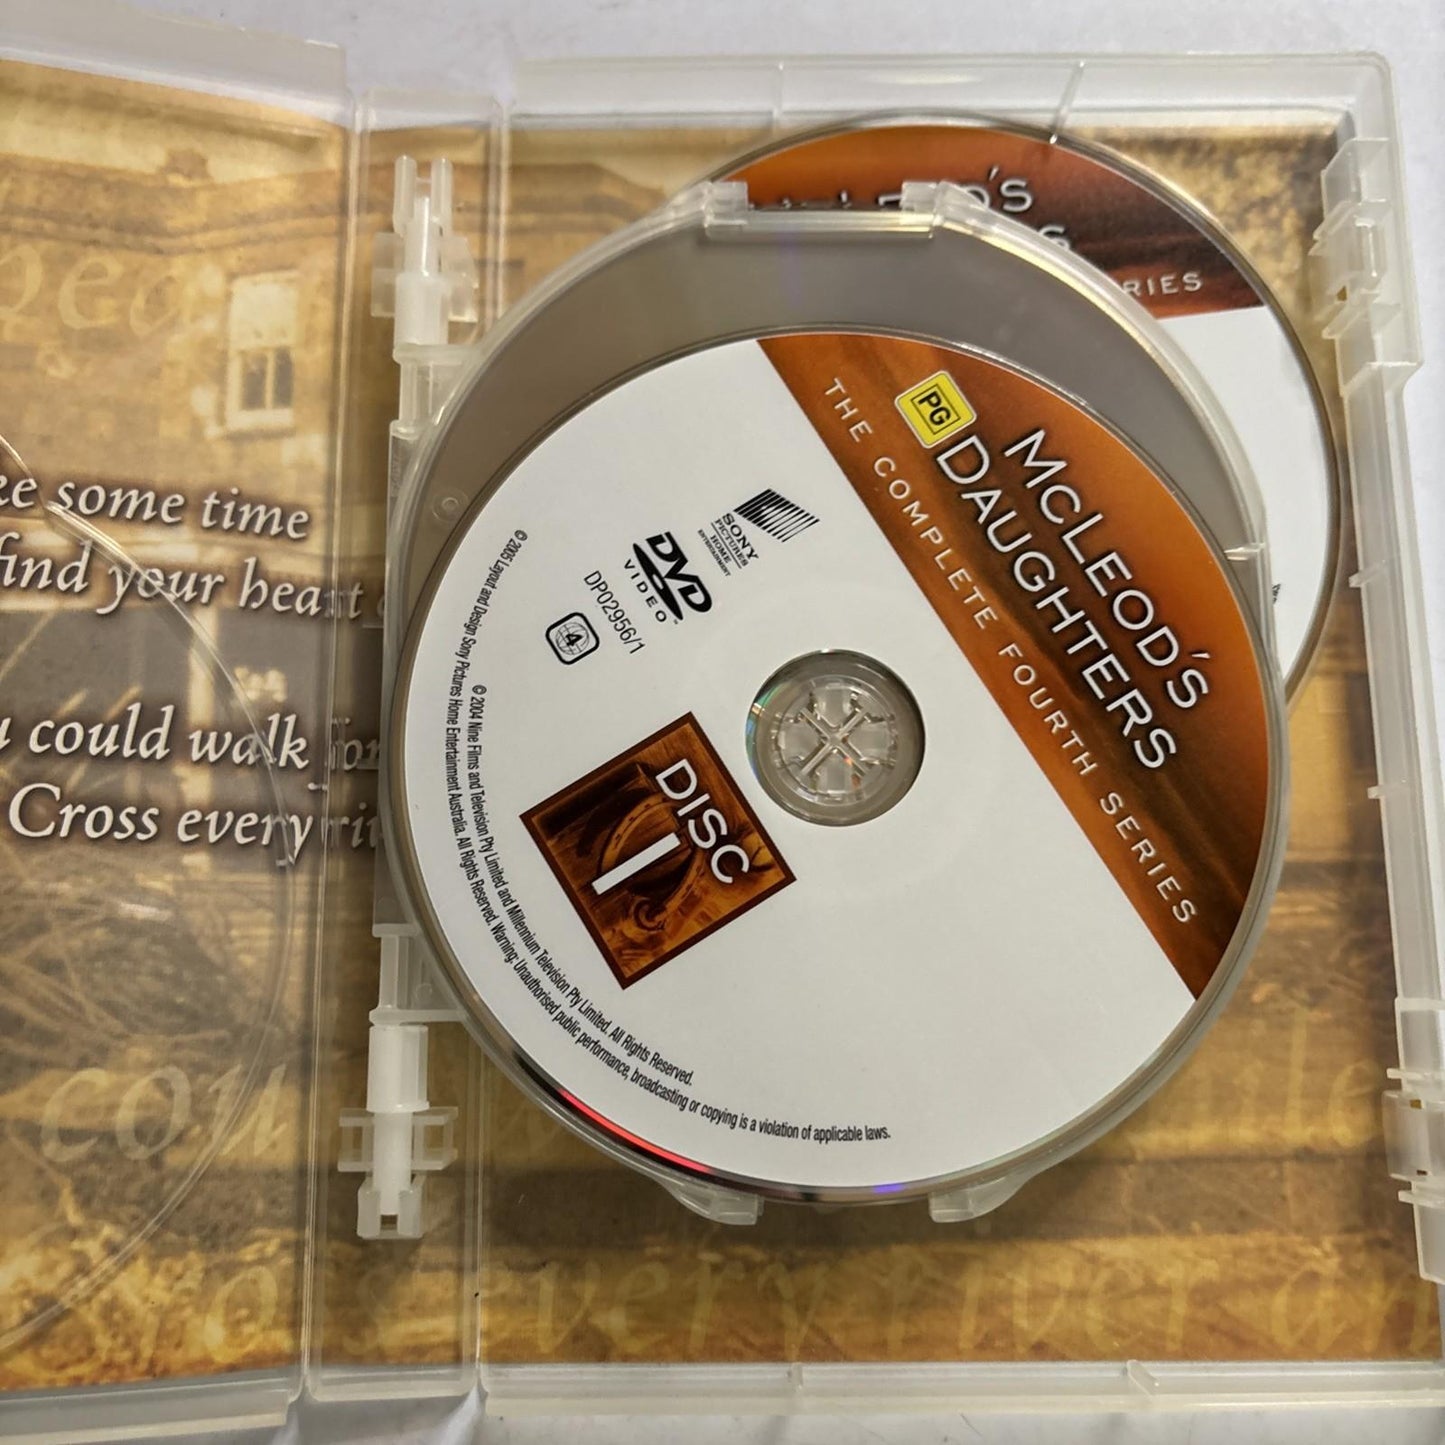 some time
find your heart
could walk for
Cross every
every river
McLEOD'S
DAUGHTERS
THE COMPLETE FOURTH SERIES
PG
SONY
PICTURES
HOME
ENTERTAINMENT
DVD
VIDEO
DP02956/1
4
DISC
1
© 2004 Nine Films and Television Pty Limited and Millennium Television Pty Limited. All Rights Reserved.
© 2005 Layout and Design Sony Pictures Home Entertainment Australia. All Rights Reserved. Warning: Unauthorised public performance, broadcasting or copying is a violation of applicable laws.